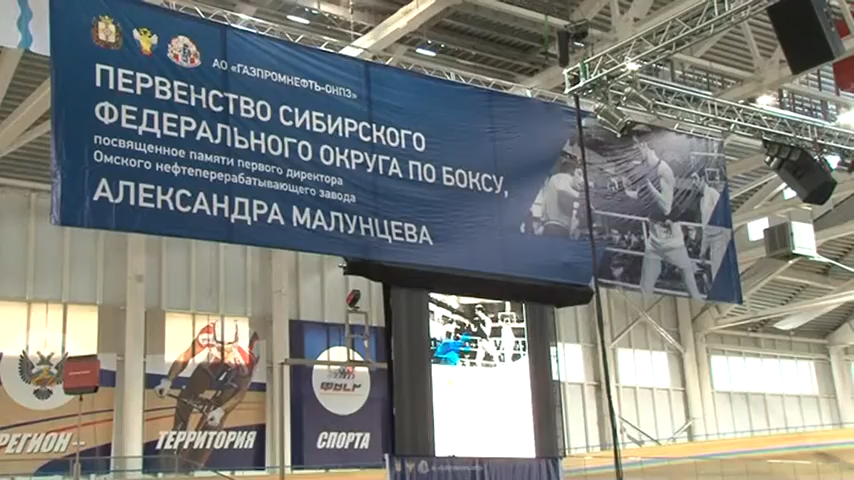 АО «ГАЗПРОМНЕФТЬ-ОНПЗ»
ПЕРВЕНСТВО СИБИРСКОГО
ФЕДЕРАЛЬНОГО ОКРУГА ПО БОКСУ,
посвященное памяти первого директора
Омского нефтеперерабатывающего завода
АЛЕКСАНДРА МАЛУНЦЕВА
РЕГИОН--
ТЕРРИТОРИЯ
СПОРТА